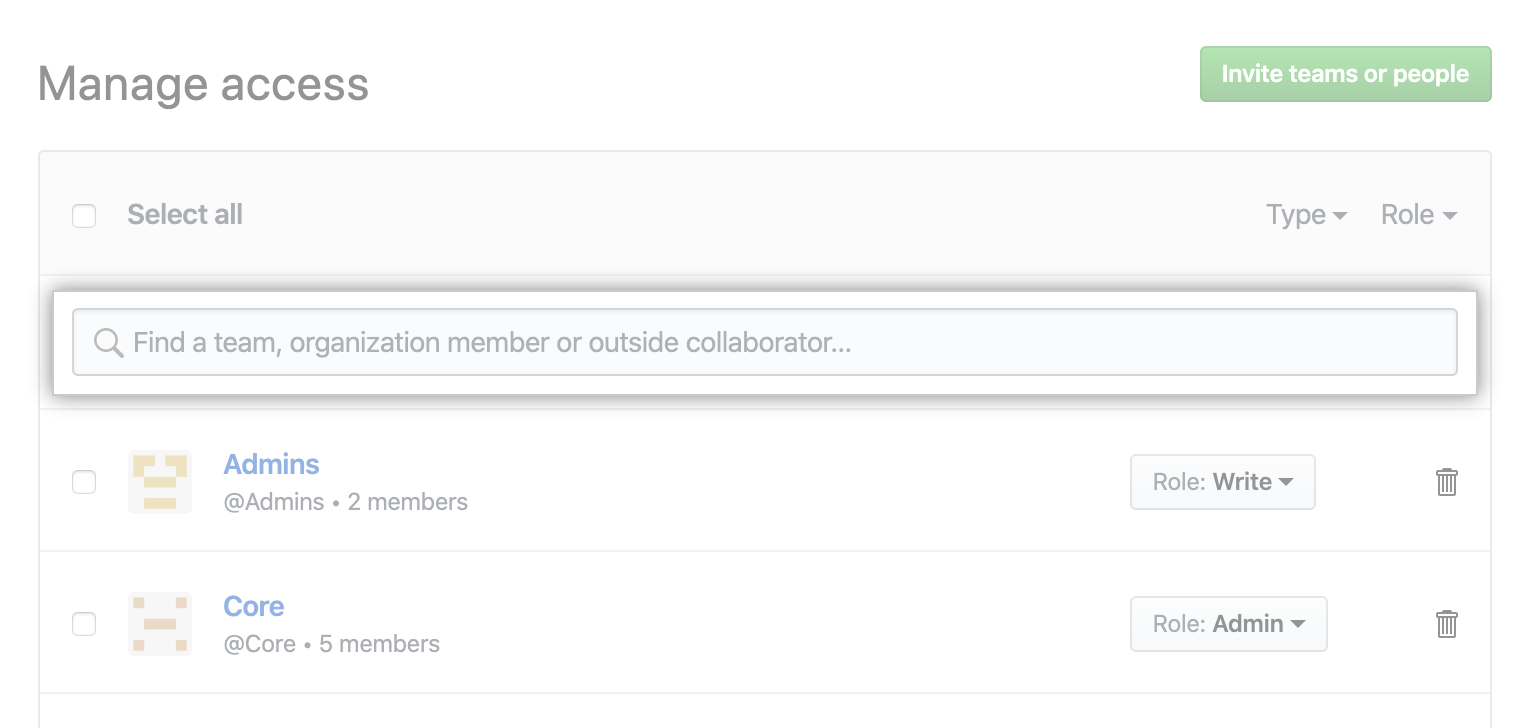 Manage access
Invite teams or people
Select all
Type
Role
Find a team, organization member or outside collaborator...
Admins
@Admins • 2 members
Role: Write
Core
@Core • 5 members
Role: Admin